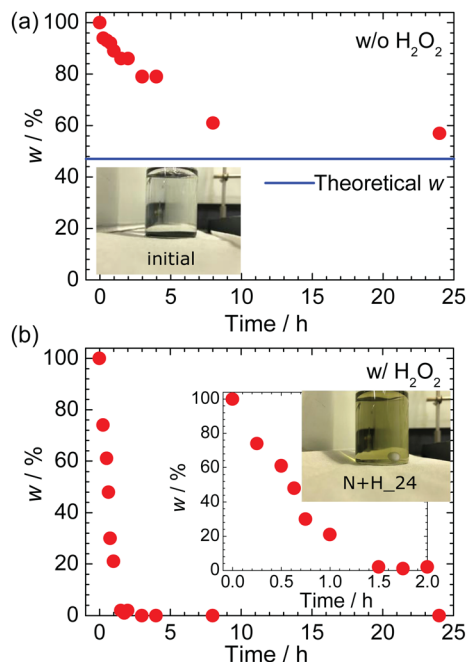 (a)
w/o H₂O₂
100
80
60
40
20
0
w / %
Theoretical w
initial
0 5 10 15 20 25
Time / h
(b)
w/ H₂O₂
100
80
60
40
20
0
w / %
100
80
60
40
20
0
w / %
N+H_24
0.0 0.5 1.0 1.5 2.0
Time / h
0 5 10 15 20 25
Time / h